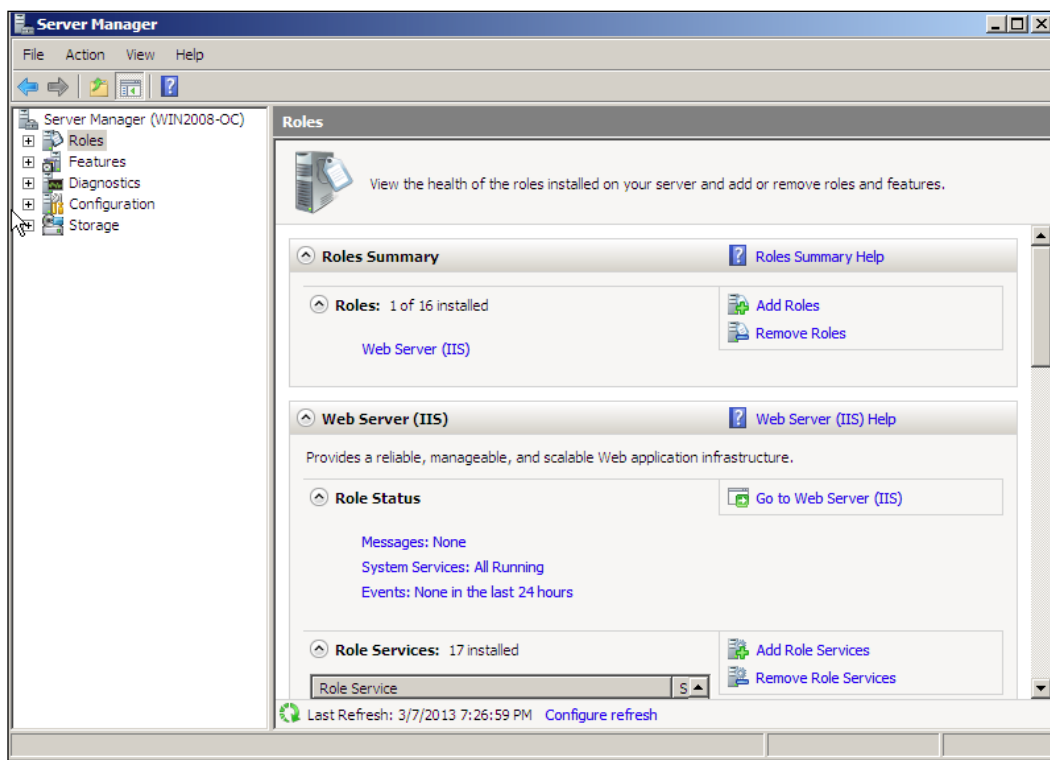 Server Manager
File Action View Help
Server Manager (WIN2008-OC)
Roles
Features
Diagnostics
Configuration
Storage
Roles
View the health of the roles installed on your server and add or remove roles and features.
Roles Summary
Roles Summary Help
Roles: 1 of 16 installed
Add Roles
Remove Roles
Web Server (IIS)
Web Server (IIS)
Web Server (IIS) Help
Provides a reliable, manageable, and scalable Web application infrastructure.
Role Status
Go to Web Server (IIS)
Messages: None
System Services: All Running
Events: None in the last 24 hours
Role Services: 17 installed
Add Role Services
Remove Role Services
Role Service
S
Last Refresh: 3/7/2013 7:26:59 PM Configure refresh